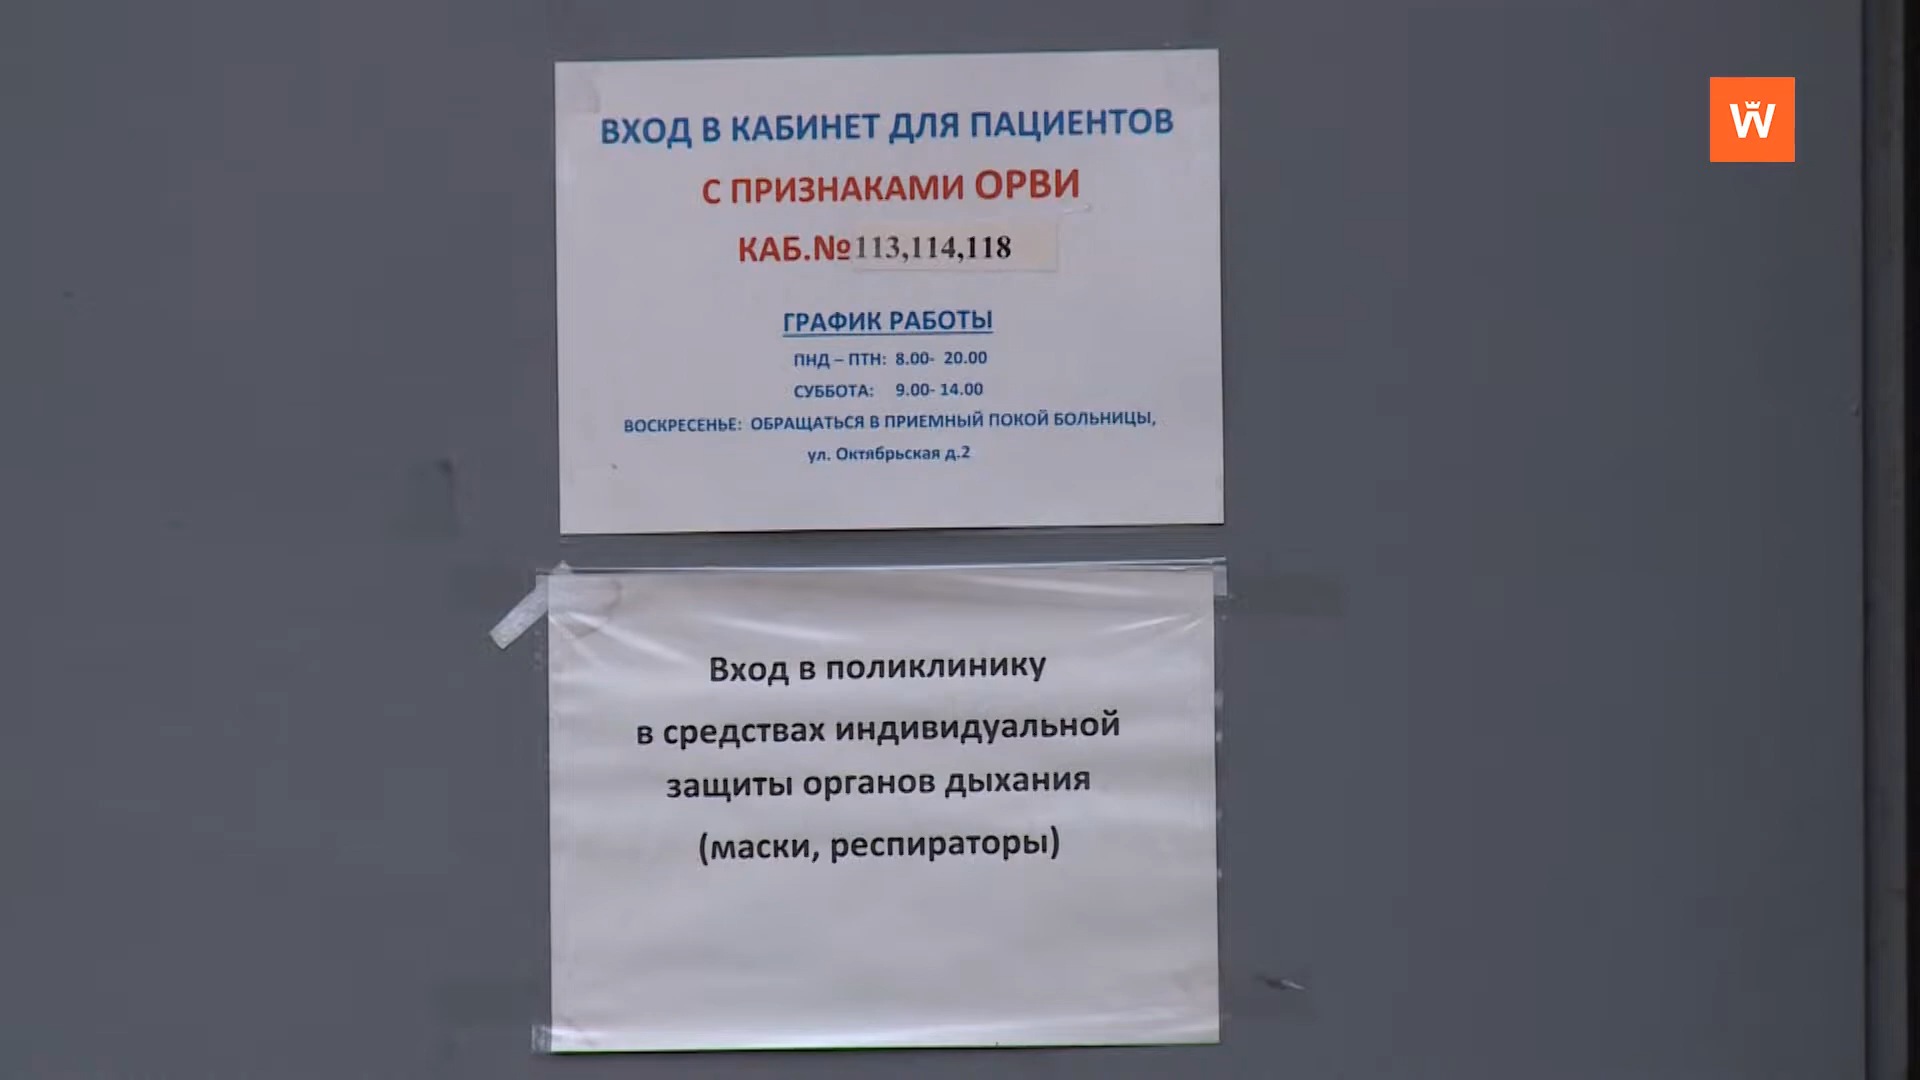 ВХОД В КАБИНЕТ ДЛЯ ПАЦИЕНТОВ
С ПРИЗНАКАМИ ОРВИ
КАБ.№113,114,118
ГРАФИК РАБОТЫ
ПНД – ПТН: 8.00- 20.00
СУББОТА: 9.00- 14.00
ВОСКРЕСЕНЬЕ: ОБРАЩАТЬСЯ В ПРИЕМНЫЙ ПОКОЙ БОЛЬНИЦЫ,
ул. Октябрьская д.2
Вход в поликлинику
в средствах индивидуальной
защиты органов дыхания
(маски, респираторы)
W